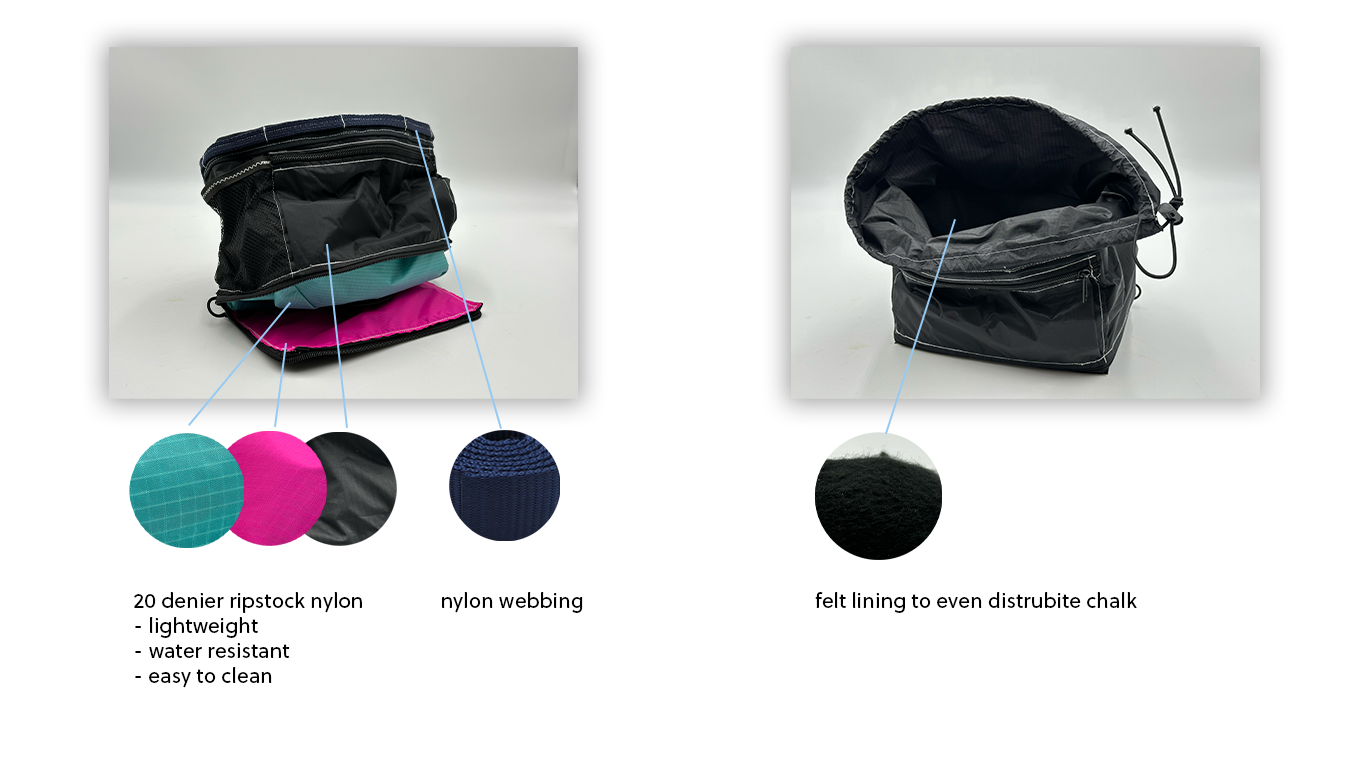 20 denier ripstock nylon
- lightweight
- water resistant
- easy to clean
nylon webbing
felt lining to even distrubite chalk